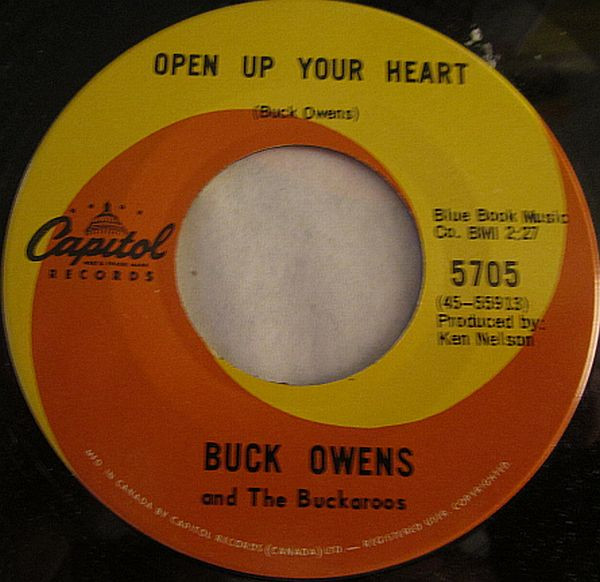 OPEN UP YOUR HEART
(Buck Owens)
Capitol
RECORDS
Blue Book Music
Co. BMI 2:27
5705
(45-55913)
Produced by:
Ken Nelson
BUCK OWENS
and The Buckaroos
MFD. IN CANADA BY CAPITOL RECORDS (CANADA) LTD. — REGISTERED USER. COPYRIGHTED